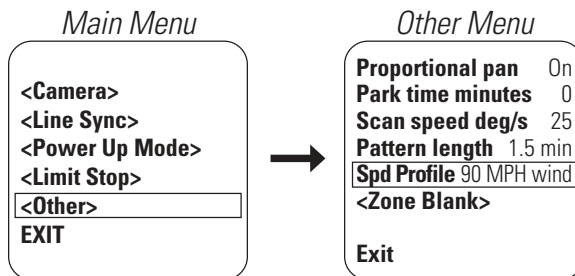 Main Menu
<Camera>
<Line Sync>
<Power Up Mode>
<Limit Stop>
<Other>
EXIT
Other Menu
Proportional pan On
Park time minutes 0
Scan speed deg/s 25
Pattern length 1.5 min
Spd Profile 90 MPH wind
<Zone Blank>
Exit